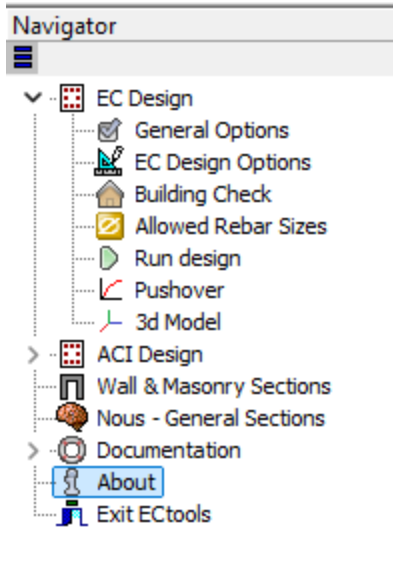 Navigator
EC Design
General Options
EC Design Options
Building Check
Allowed Rebar Sizes
Run design
Pushover
3d Model
ACI Design
Wall & Masonry Sections
Nous - General Sections
Documentation
About
Exit ECtools